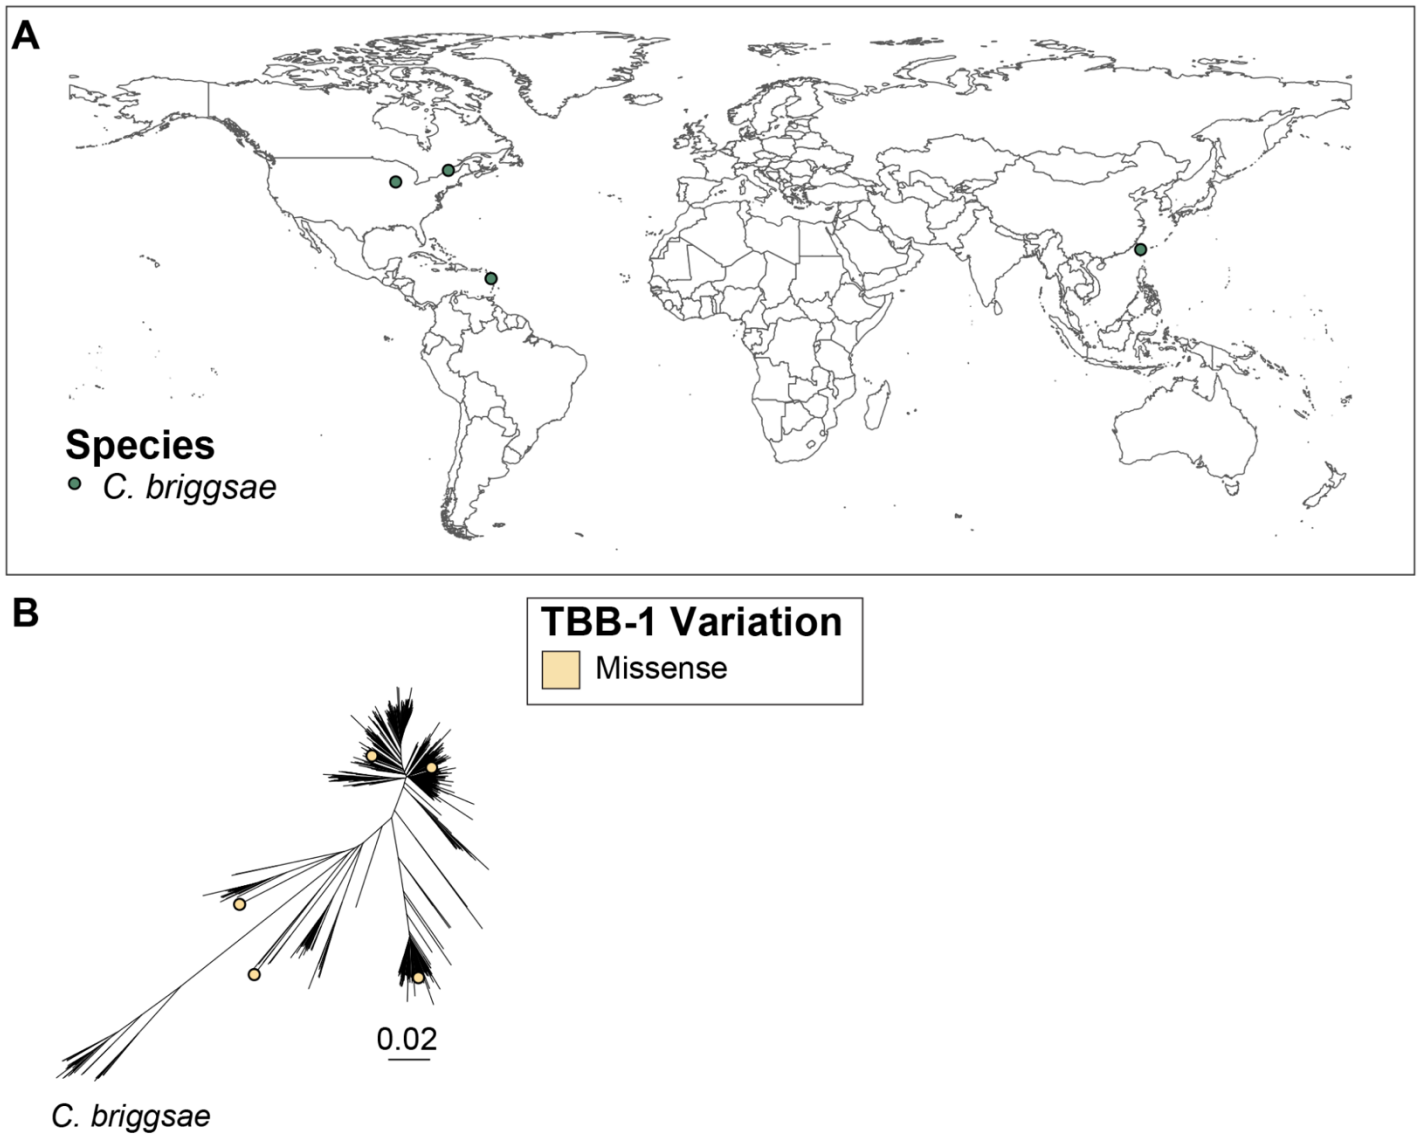 A
Species
C. briggsae
B
TBB-1 Variation
Missense
0.02
C. briggsae